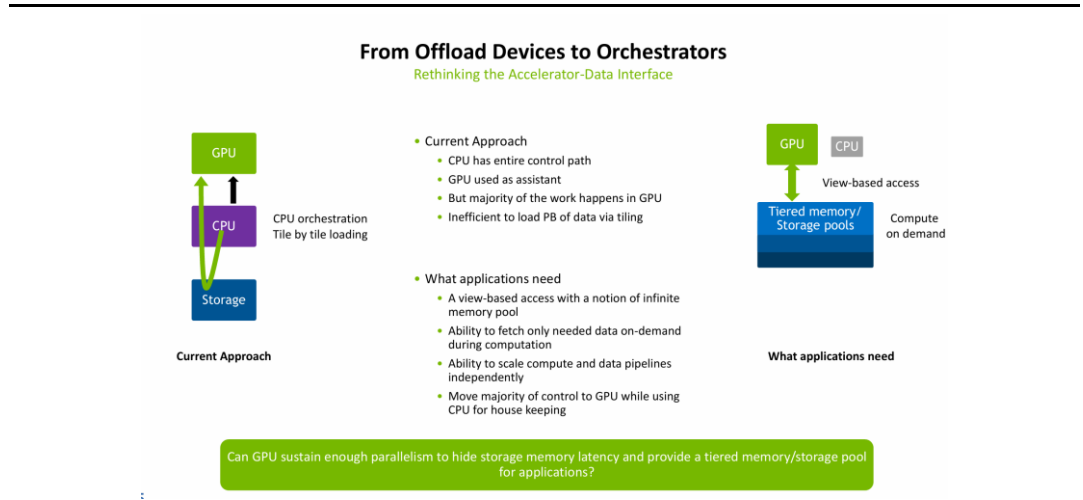 From Offload Devices to Orchestrators
Rethinking the Accelerator-Data Interface
GPU
CPU
Storage
CPU orchestration
Tile by tile loading
Current Approach
• Current Approach
• CPU has entire control path
• GPU used as assistant
• But majority of the work happens in GPU
• Inefficient to load PB of data via tiling
• What applications need
• A view-based access with a notion of infinite
memory pool
• Ability to fetch only needed data on-demand
during computation
• Ability to scale compute and data pipelines
independently
• Move majority of control to GPU while using
CPU for house keeping
GPU
CPU
View-based access
Tiered memory/
Storage pools
Compute
on demand
What applications need
Can GPU sustain enough parallelism to hide storage memory latency and provide a tiered memory/storage pool
for applications?